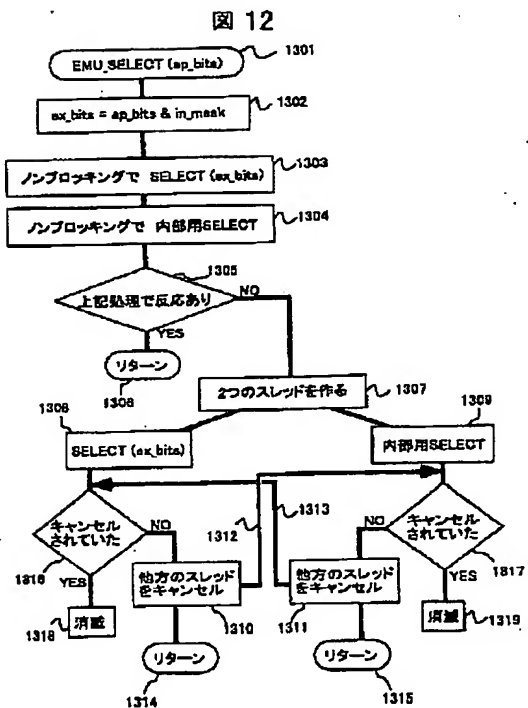 図 12
EMU_SELECT (ap_bits)
1301
ex_bits = ap_bits & in_mask
1302
ノンブロッキングで SELECT (ex_bits)
1303
ノンブロッキングで 内部用SELECT
1304
上記処理で反応あり
1305
NO
YES
リターン
1306
2つのスレッドを作る
1307
1308
SELECT (ex_bits)
1309
内部用SELECT
キャンセル
されていた
NO
1316
YES
消滅
1318
1312
1313
キャンセル
されていた
NO
1317
YES
消滅
1319
他方のスレッド
をキャンセル
1310
他方のスレッド
をキャンセル
1311
リターン
1314
リターン
1315